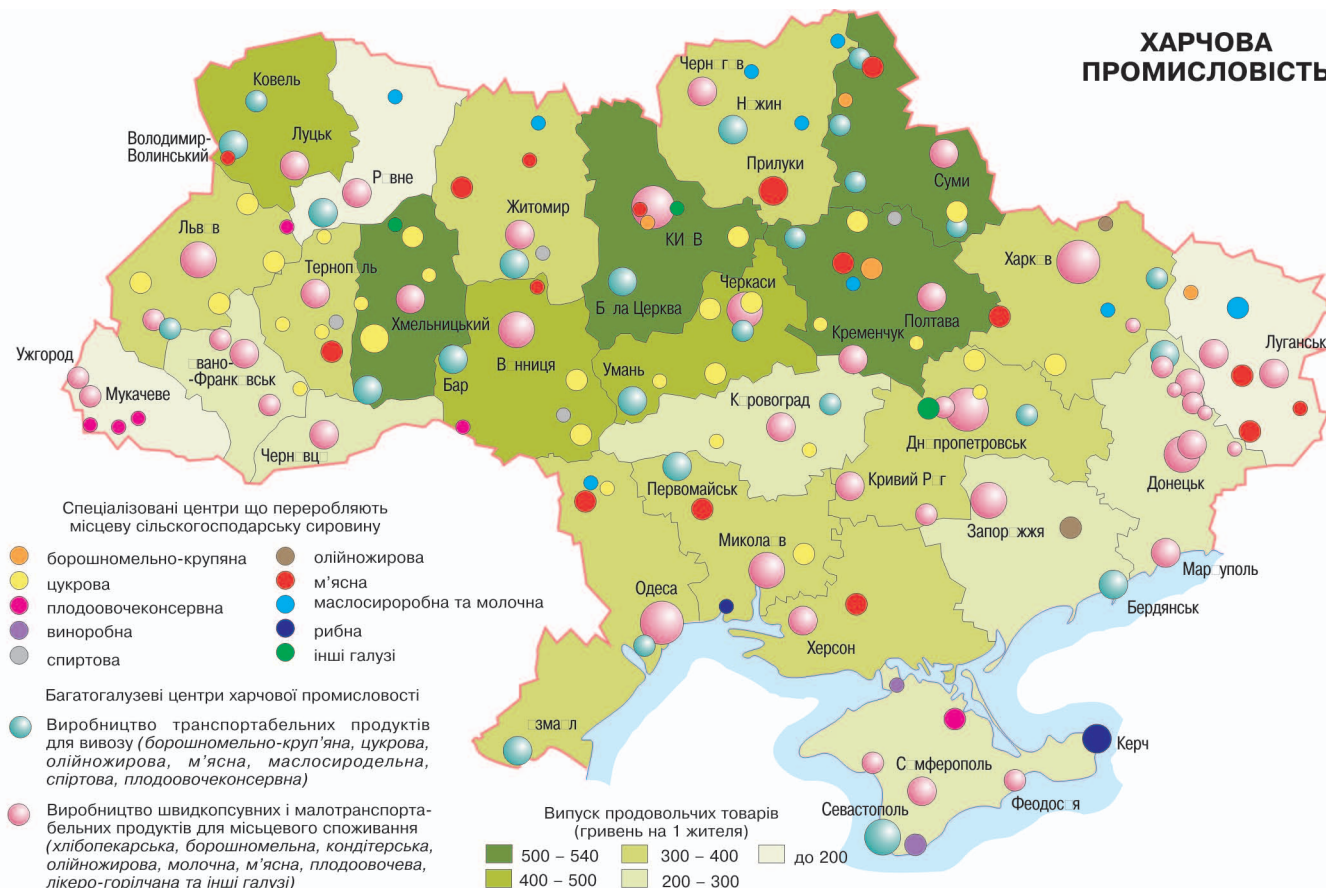 ХАРЧОВА
ПРОМИСЛОВІСТЬ
Ковель
Володимир-
Волинський
Луцьк
Р□вне
Житомир
Черн□г□в
Н□жин
Прилуки
Суми
Льв□в
Терноп□ль
Хмельницький
КИ□В
Б□ла Церква
Черкаси
Полтава
Кременчук
Харк□в
Луганськ
Ужгород
Мукачеве
□вано-
-Франк□вськ
Черн□вц□
Бар
В□нниця
Умань
К□ровоград
Дн□пропетровськ
Донецьк
Первомайськ
Кривий Р□г
Запор□жжя
Микола□в
Мар□уполь
Бердянськ
Одеса
Херсон
□зма□л
С□мферополь
Керч
Севастополь
Феодос□я
Спеціалізовані центри що переробляють
місцеву сільскогосподарську сировину
борошномельно-крупяна
цукрова
плодоовочеконсервна
виноробна
спиртова
олійножирова
м’ясна
маслосироробна та молочна
рибна
інші галузі
Багатогалузеві центри харчової промисловості
Виробництво транспортабельних продуктів
для вивозу (борошномельно-круп’яна, цукрова,
олійножирова, м’ясна, маслосиродельна,
спіртова, плодоовочеконсервна)
Виробництво швидкопсувних і малотранспорта-
бельних продуктів для місьцевого споживання
(хлібопекарська, борошномельна, кондітерська,
олійножирова, молочна, м’ясна, плодоовочева,
лікеро-горілчана та інші галузі)
Випуск продовольчих товарів
(гривень на 1 жителя)
500 – 540
400 – 500
300 – 400
200 – 300
до 200